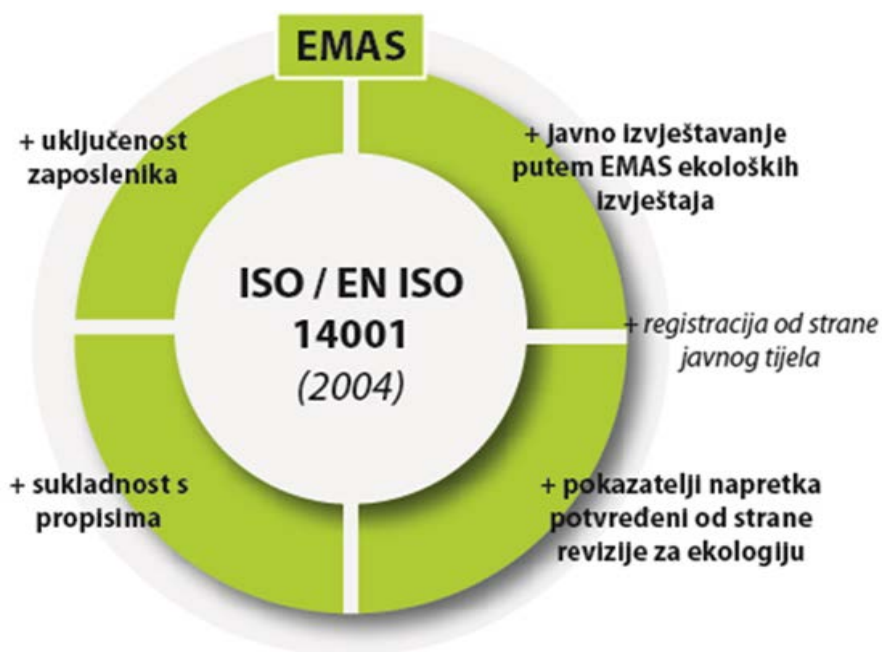 EMAS
+ uključenost
zaposlenika
+ javno izvještavanje
putem EMAS ekoloških
izvještaja
ISO / EN ISO
14001
(2004)
+ registracija od strane
javnog tijela
+ sukladnost s
propisima
+ pokazatelji napretka
potvređeni od strane
revizije za ekologiju